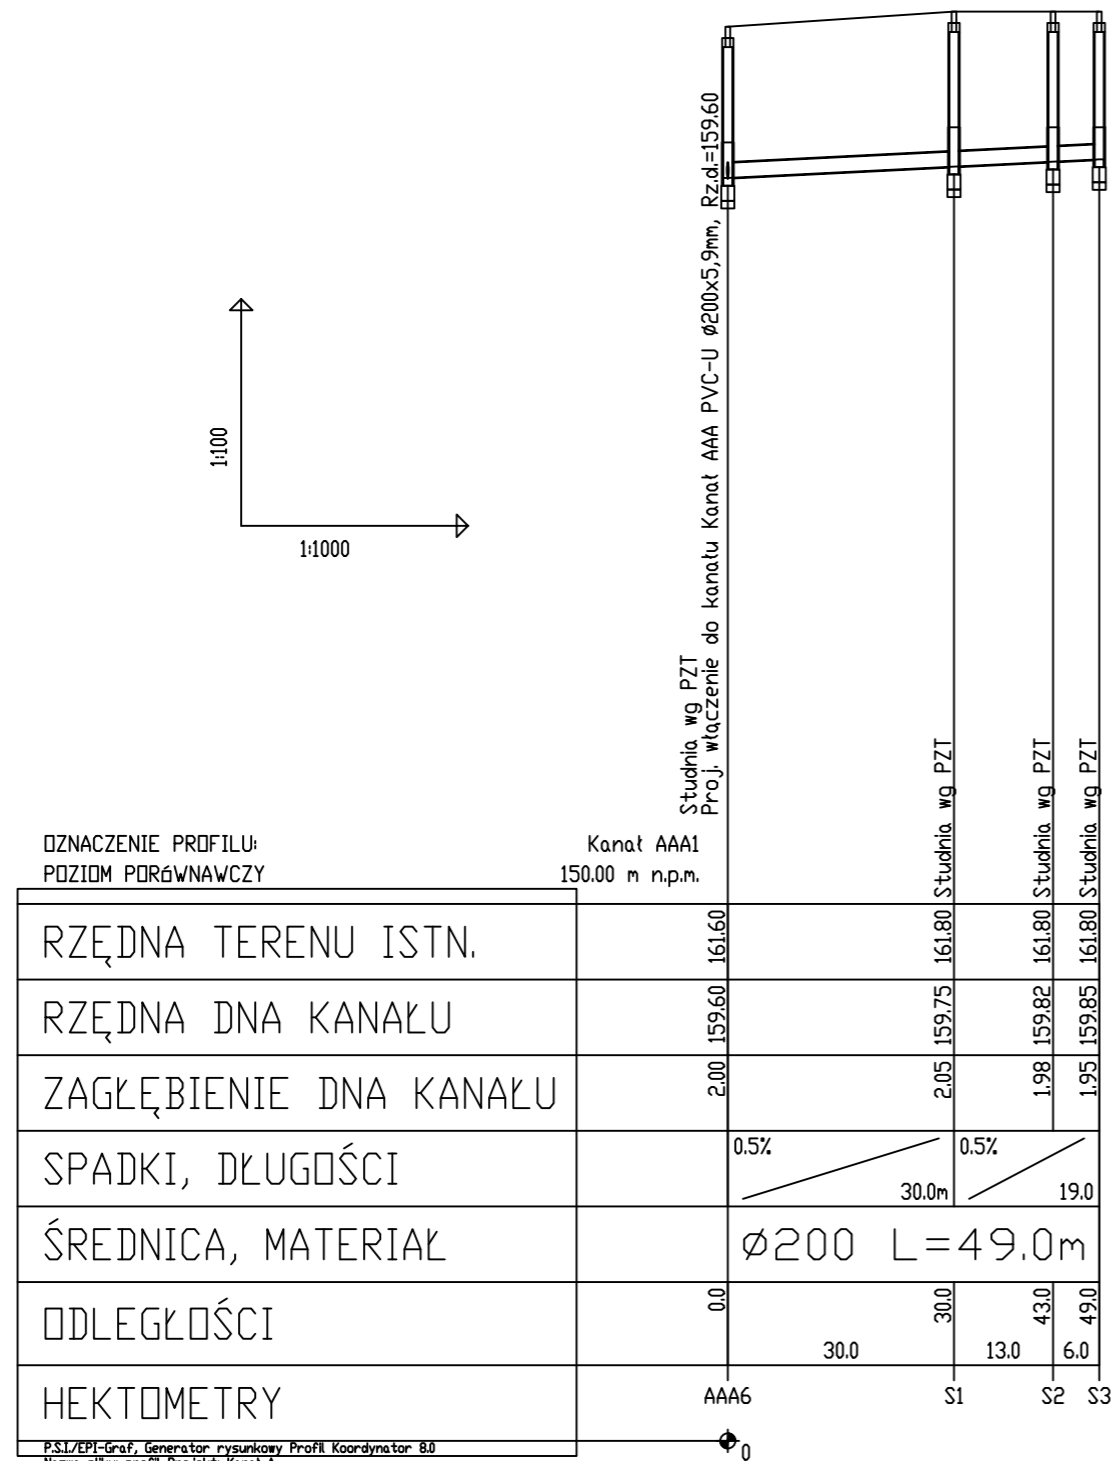 Studnia wg PZT
Proj. włączenie do kanału Kanał AAA PVC-U ø200x5,9mm, Rz.d.=159.60
1:100
1:1000
Studnia wg PZT
Studnia wg PZT
Studnia wg PZT
OZNACZENIE PROFILU: Kanał AAA1
POZIOM PORÓWNAWCZY 150.00 m n.p.m.
RZĘDNA TERENU ISTN. 161.60 161.80 161.80 161.80
RZĘDNA DNA KANAŁU 159.60 159.75 159.82 159.85
ZAGŁĘBIENIE DNA KANAŁU 2.00 2.05 1.98 1.95
SPADKI, DŁUGOŚCI 0.5% 30.0m 0.5% 19.0
ŚREDNICA, MATERIAŁ Ø200 L=49.0m
ODLEGŁOŚCI 0.0 30.0 43.0 49.0
30.0 13.0 6.0
HEKTOMETRY AAA6 S1 S2 S3
P.S.I./EPI-Graf, Generator rysunkowy Profil Koordynator 8.0
0